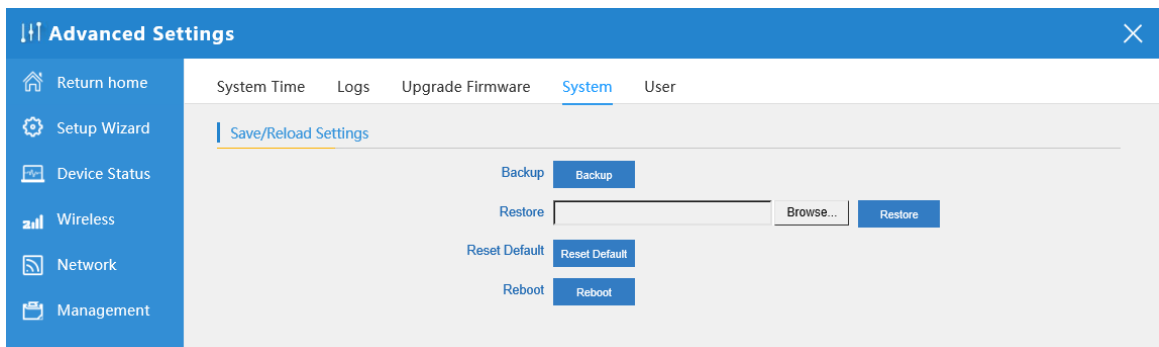 Advanced Settings
Return home
Setup Wizard
Device Status
Wireless
Network
Management
System Time Logs Upgrade Firmware System User
Save/Reload Settings
Backup Backup
Restore Browse... Restore
Reset Default Reset Default
Reboot Reboot